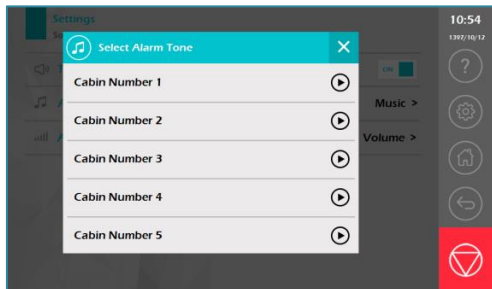 Settings
So
10:54
1397/10/12
Select Alarm Tone
Cabin Number 1
ON
Cabin Number 2
Music >
Cabin Number 3
Volume >
Cabin Number 4
Cabin Number 5